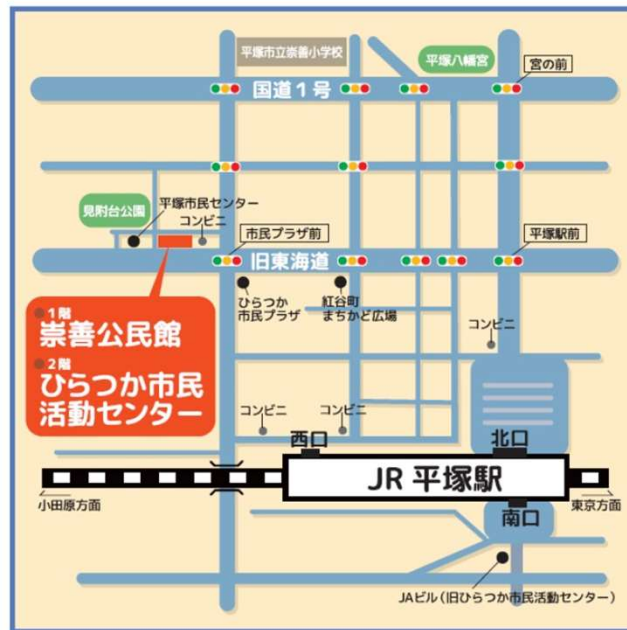 平塚市立崇善小学校
平塚八幡宮
宮の前
国道1号
見附台公園
平塚市民センター
コンビニ
市民プラザ前
平塚駅前
旧東海道
ひらつか
市民プラザ
紅谷町
まちかど広場
コンビニ
1階
崇善公民館
2階
ひらつか市民
活動センター
コンビニ
コンビニ
西口
北口
JR 平塚駅
小田原方面
南口
東京方面
JAビル(旧ひらつか市民活動センター)